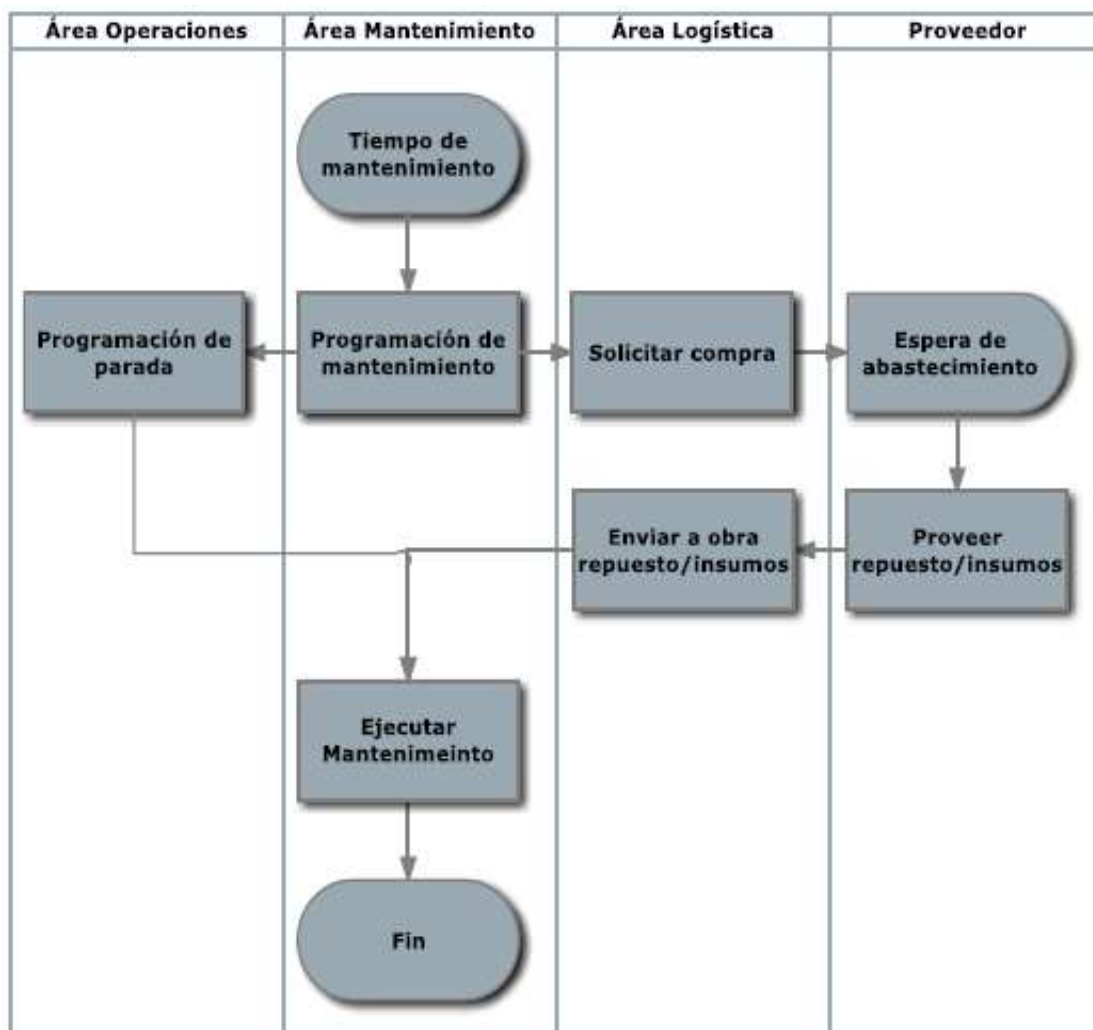 Área Operaciones
Área Mantenimiento
Área Logística
Proveedor
Tiempo de
mantenimiento
Programación de
parada
Programación de
mantenimiento
Solicitar compra
Espera de
abastecimiento
Enviar a obra
repuesto/insumos
Proveer
repuesto/insumos
Ejecutar
Mantenimeinto
Fin